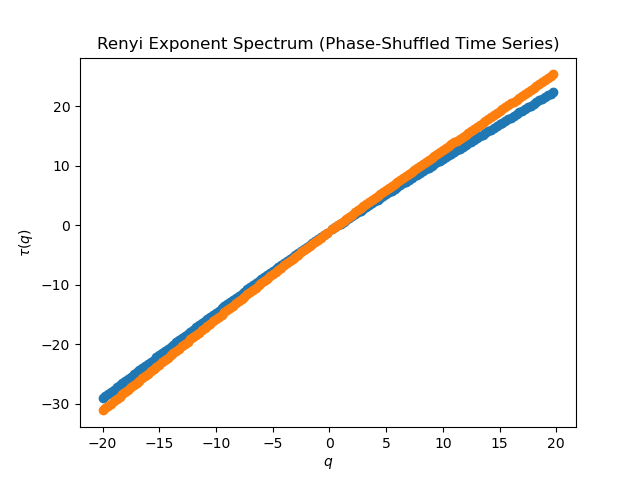 Renyi Exponent Spectrum (Phase-Shuffled Time Series)
20
10
0
−10
−20
−30
τ(q)
−20 −15 −10 −5 0 5 10 15 20
q